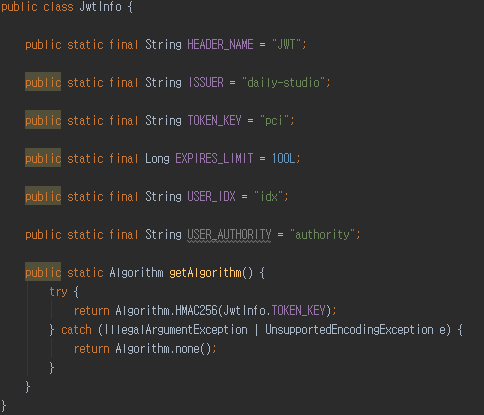 public class JwtInfo {
public static final String HEADER_NAME = "JWT";
public static final String ISSUER = "daily-studio";
public static final String TOKEN_KEY = "pci";
public static final Long EXPIRES_LIMIT = 100L;
public static final String USER_IDX = "idx";
public static final String USER_AUTHORITY = "authority";
public static Algorithm getAlgorithm() {
try {
return Algorithm.HMAC256(JwtInfo.TOKEN_KEY);
} catch (IllegalArgumentException | UnsupportedEncodingException e) {
return Algorithm.none();
}
}
}